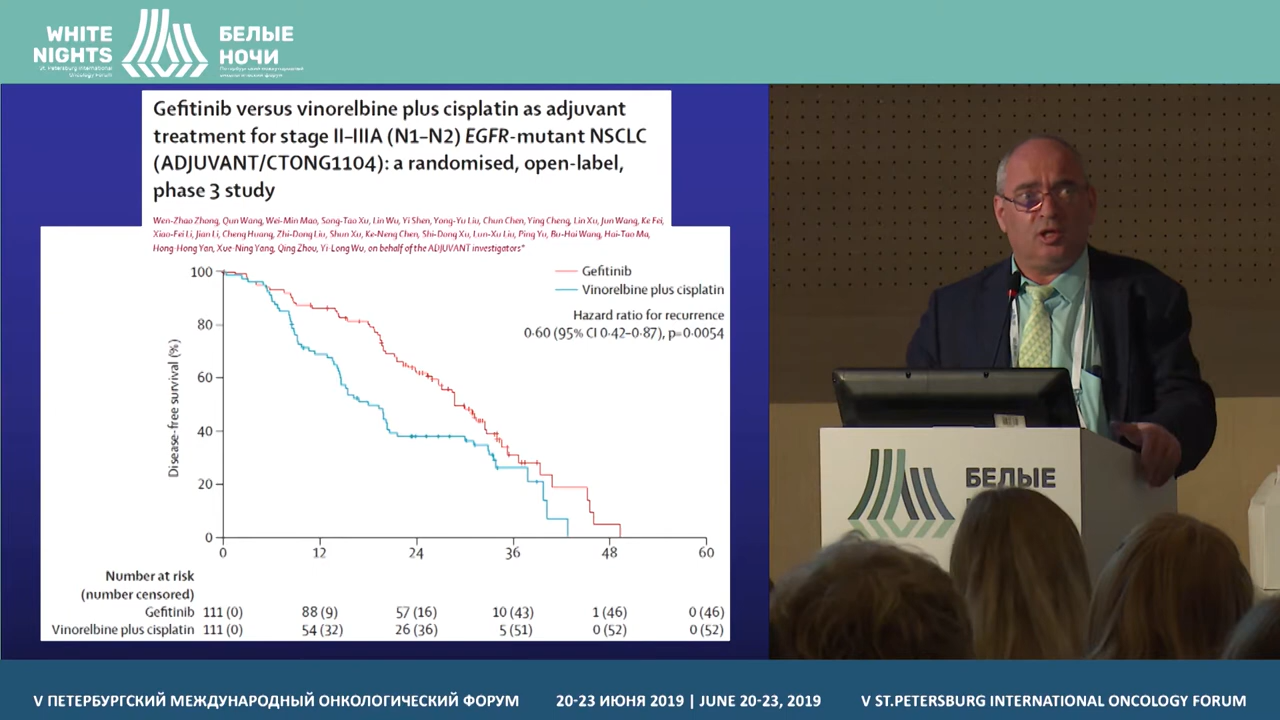 WHITE
NIGHTS
St. Petersburg International
Oncology Forum
БЕЛЫЕ
НОЧИ
Петербургский международный
онкологический форум
Gefitinib versus vinorelbine plus cisplatin as adjuvant
treatment for stage II–IIIA (N1–N2) EGFR-mutant NSCLC
(ADJUVANT/CTONG1104): a randomised, open-label,
phase 3 study
Wen-Zhao Zhong, Qun Wang, Wei-Min Mao, Song-Tao Xu, Lin Wu, Yi Shen, Yong-Yu Liu, Chun Chen, Ying Cheng, Lin Xu, Jun Wang, Ke Fei,
Xiao-Fei Li, Jian Li, Cheng Huang, Zhi-Dong Liu, Shun Xu, Ke-Neng Chen, Shi-Dong Xu, Lun-Xu Liu, Ping Yu, Bu-Hai Wang, Hai-Tao Ma,
Hong-Hong Yan, Xue-Ning Yang, Qing Zhou, Yi-Long Wu, on behalf of the ADJUVANT investigators*
Gefitinib
Vinorelbine plus cisplatin
Hazard ratio for recurrence
0·60 (95% CI 0·42–0·87), p=0·0054
Disease-free survival (%)
100
80
60
40
20
0
0 12 24 36 48 60
Number at risk
(number censored)
Gefitinib 111 (0) 88 (9) 57 (16) 10 (43) 1 (46) 0 (46)
Vinorelbine plus cisplatin 111 (0) 54 (32) 26 (36) 5 (51) 0 (52) 0 (52)
БЕЛЫЕ
V ПЕТЕРБУРГСКИЙ МЕЖДУНАРОДНЫЙ ОНКОЛОГИЧЕСКИЙ ФОРУМ 20-23 ИЮНЯ 2019 | JUNE 20-23, 2019 V ST.PETERSBURG INTERNATIONAL ONCOLOGY FORUM